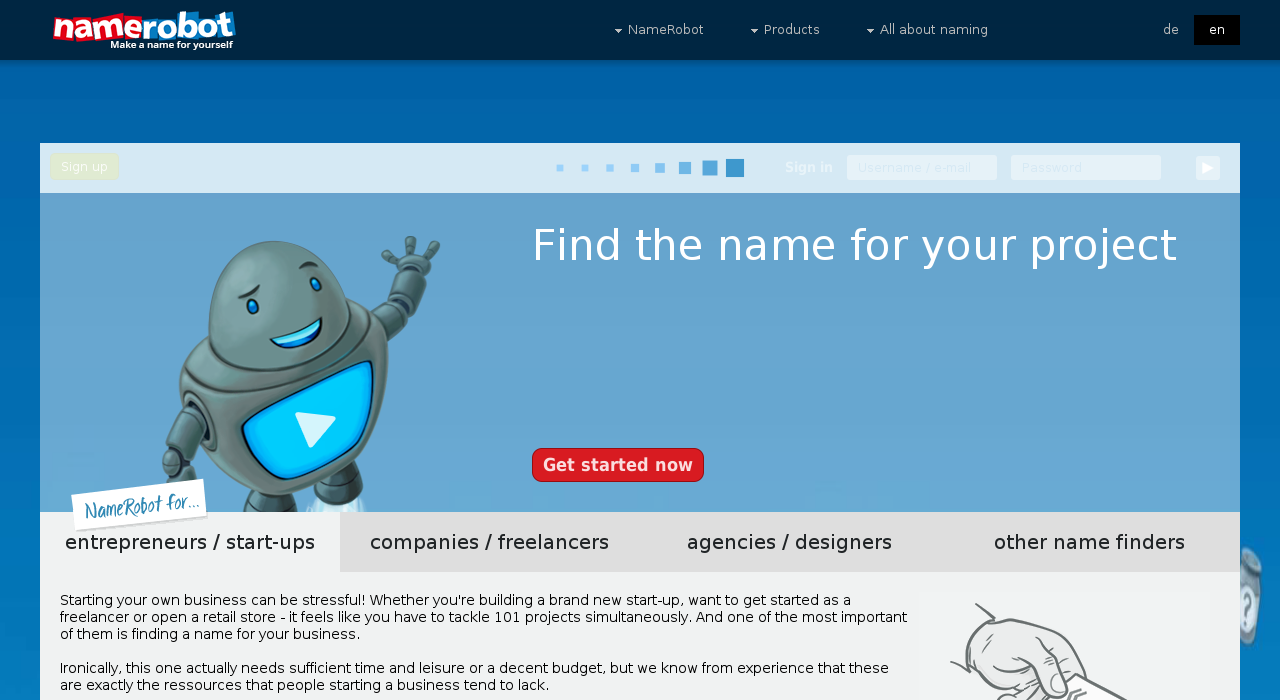 namerobot
Make a name for yourself
NameRobot
Products
All about naming
de
en
Sign up
Sign in
Username / e-mail
Password
Find the name for your project
Get started now
NameRobot for...
entrepreneurs / start-ups
companies / freelancers
agencies / designers
other name finders
Starting your own business can be stressful! Whether you're building a brand new start-up, want to get started as a
freelancer or open a retail store - it feels like you have to tackle 101 projects simultaneously. And one of the most important
of them is finding a name for your business.
Ironically, this one actually needs sufficient time and leisure or a decent budget, but we know from experience that these
are exactly the ressources that people starting a business tend to lack.
?